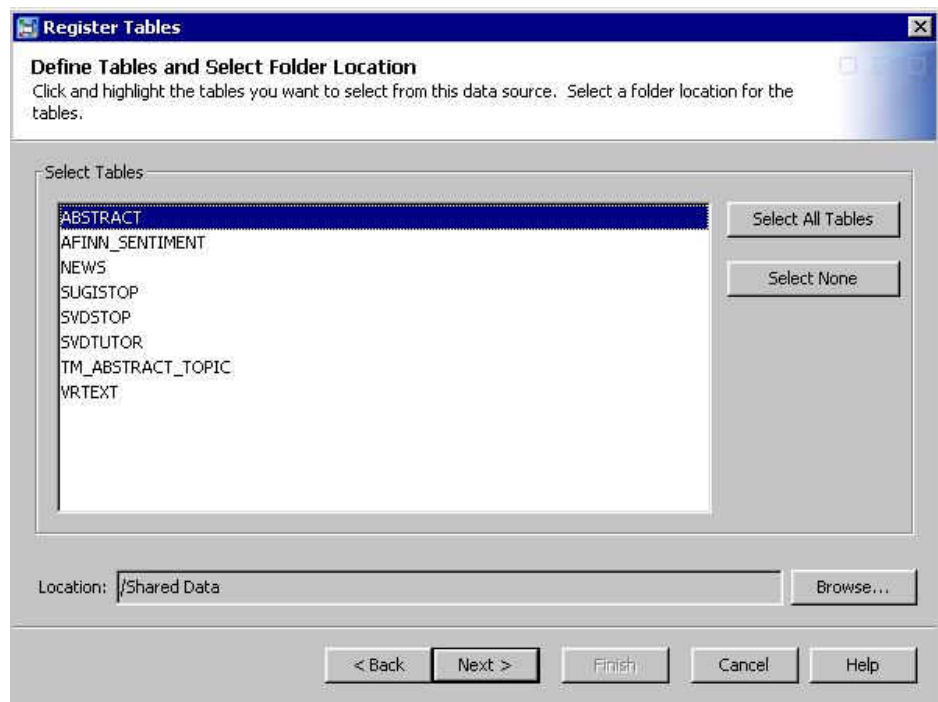 Register Tables
Define Tables and Select Folder Location
Click and highlight the tables you want to select from this data source. Select a folder location for the
tables.
Select Tables
ABSTRACT
AFINN_SENTIMENT
NEWS
SUGISTOP
SVDSTOP
SVDTUTOR
TM_ABSTRACT_TOPIC
VRTEXT
Select All Tables
Select None
Location: /Shared Data
Browse...
< Back
Next >
Finish
Cancel
Help